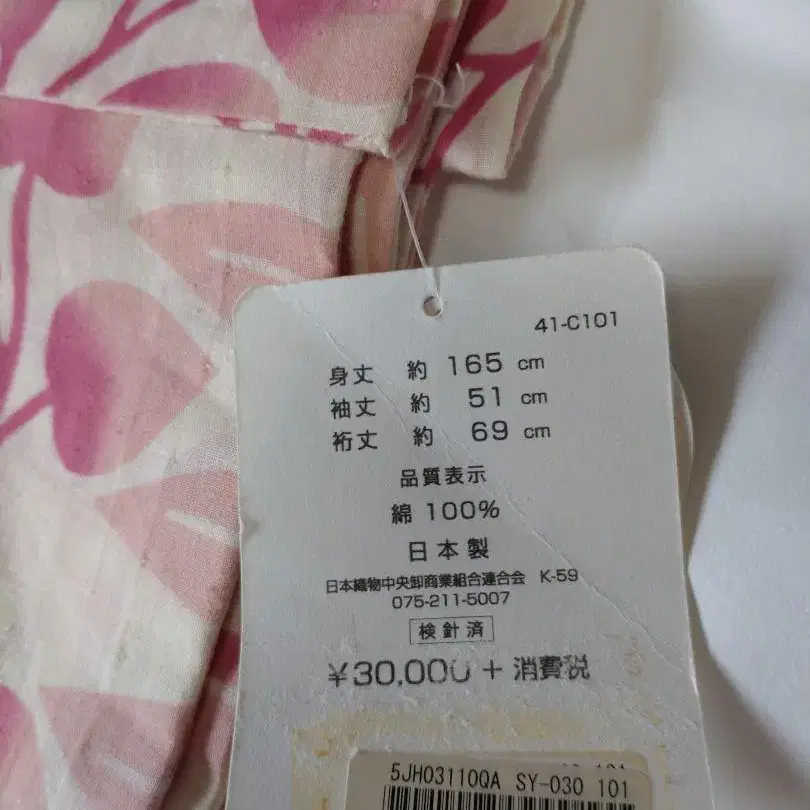 41-C101
身丈 約 165 cm
袖丈 約 51 cm
裄丈 約 69 cm
品質表示
綿 100%
日本製
日本織物中央卸商業組合連合会 K-59
075-211-5007
検針済
¥30,000 + 消費税
5JH03110QA SY-030 101